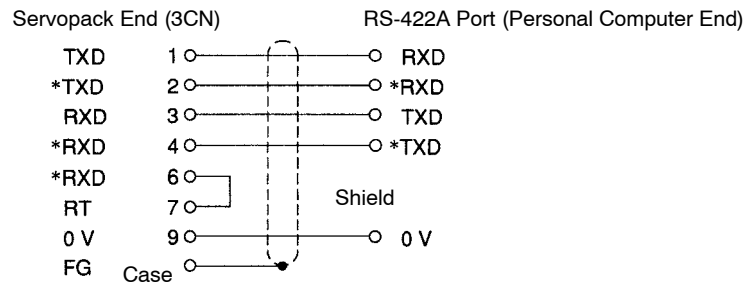 Servopack End (3CN) RS-422A Port (Personal Computer End)
TXD 1 RXD
*TXD 2 *RXD
RXD 3 TXD
*RXD 4 *TXD
*RXD 6
RT 7 Shield
0 V 9 0 V
FG Case